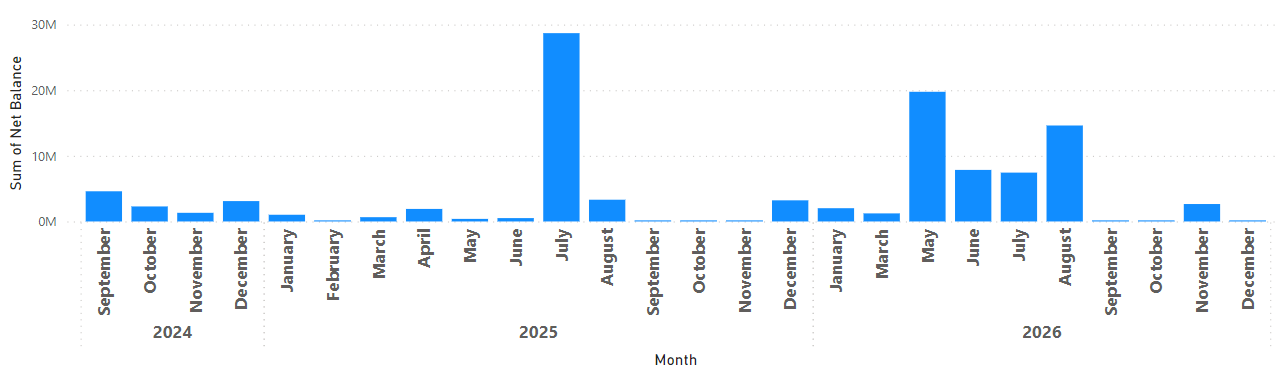 30M
20M
10M
0M
Sum of Net Balance
September
October
November
December
January
February
March
April
May
June
July
August
September
October
November
December
January
March
May
June
July
August
September
October
November
December
2024
2025
2026
Month